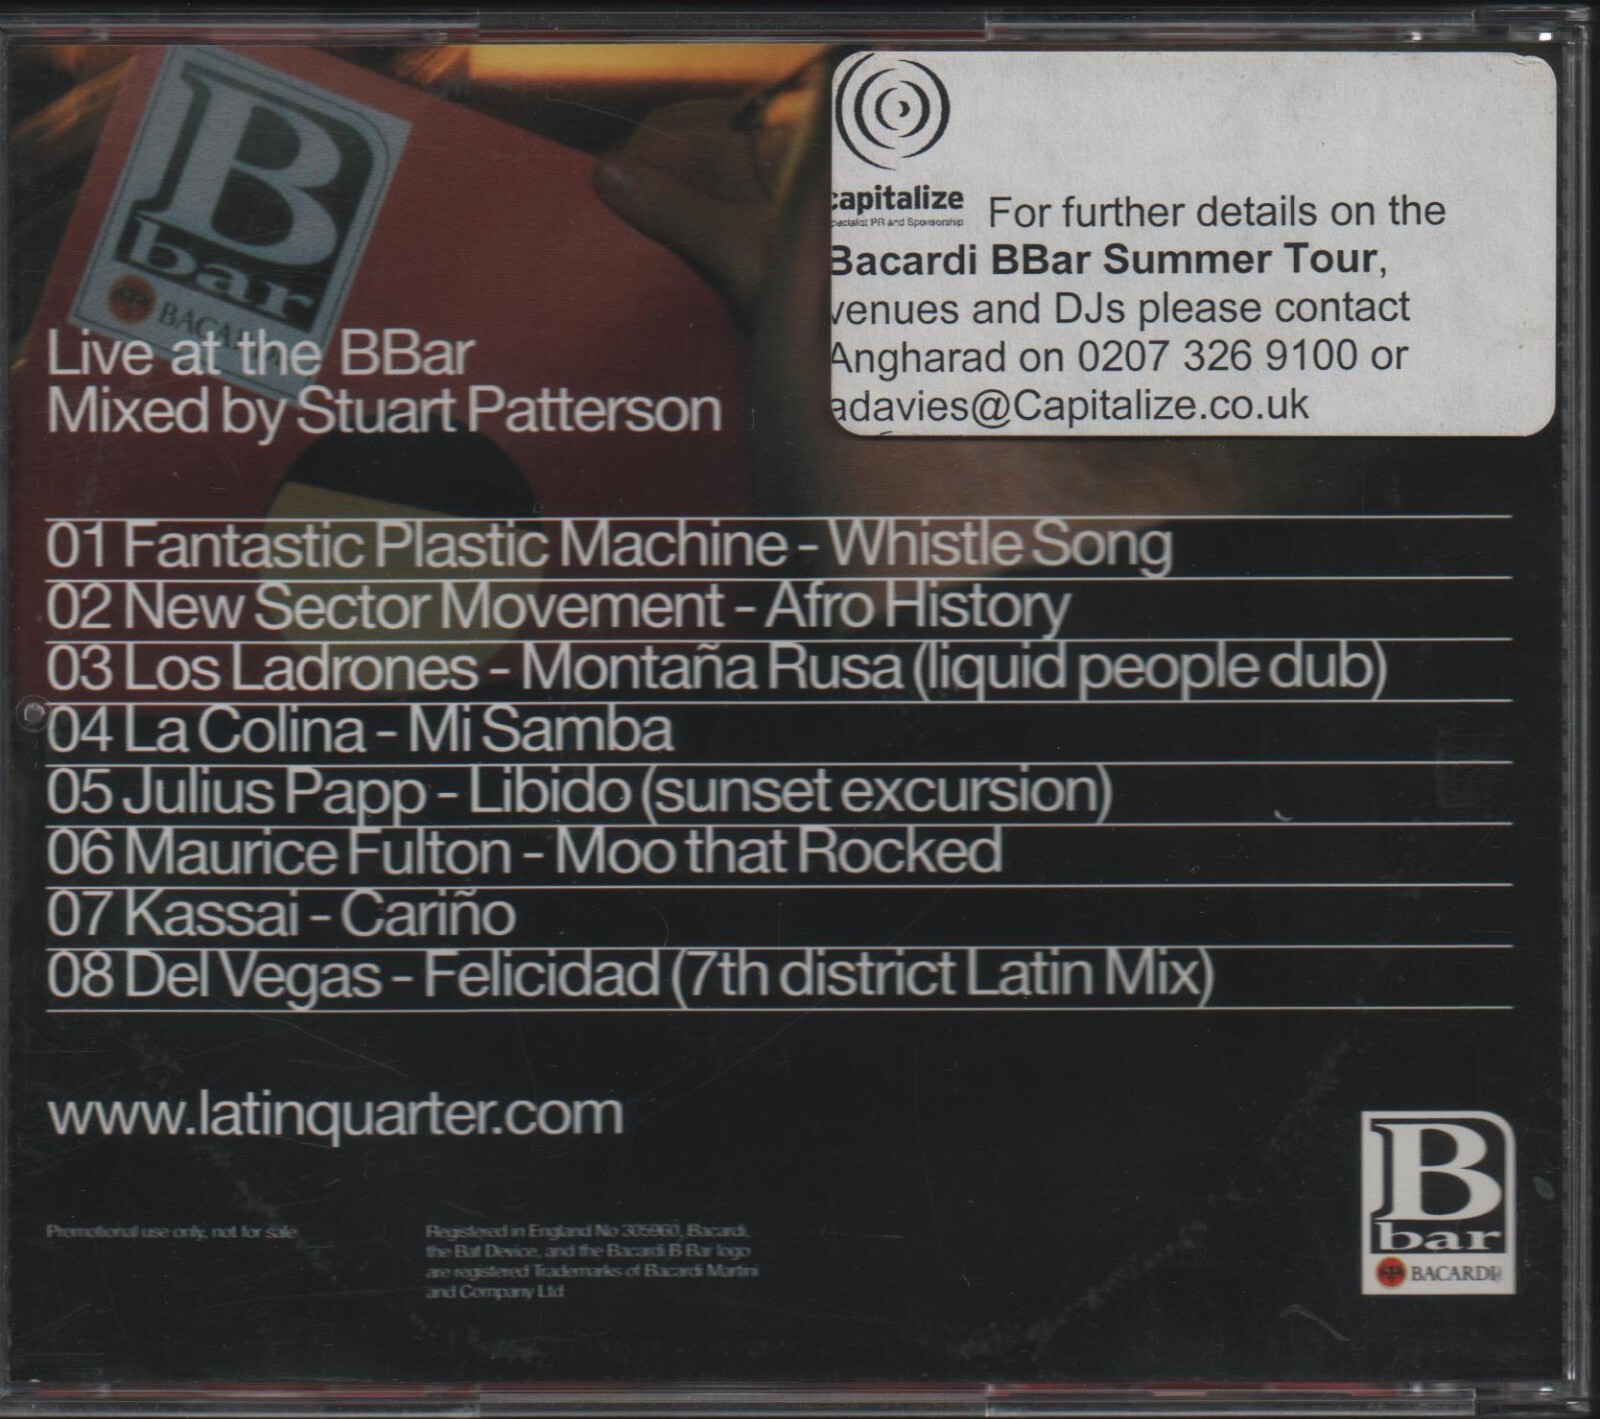 B
bar
BACARDI
capitalize
Specialist PR and Sponsorship
For further details on the
Bacardi BBar Summer Tour,
venues and DJs please contact
Angharad on 0207 326 9100 or
adavies@Capitalize.co.uk
Live at the BBar
Mixed by Stuart Patterson
01 Fantastic Plastic Machine - Whistle Song
02 New Sector Movement - Afro History
03 Los Ladrones - Montaña Rusa (liquid people dub)
04 La Colina - Mi Samba
05 Julius Papp - Libido (sunset excursion)
06 Maurice Fulton - Moo that Rocked
07 Kassai - Cariño
08 Del Vegas - Felicidad (7th district Latin Mix)
www.latinquarter.com
Promotional use only, not for sale
Registered in England No 305960, Bacardi,
the Bat Device, and the Bacardi B Bar logo
are registered Trademarks of Bacardi Martini
and Company Ltd
B
bar
BACARDI